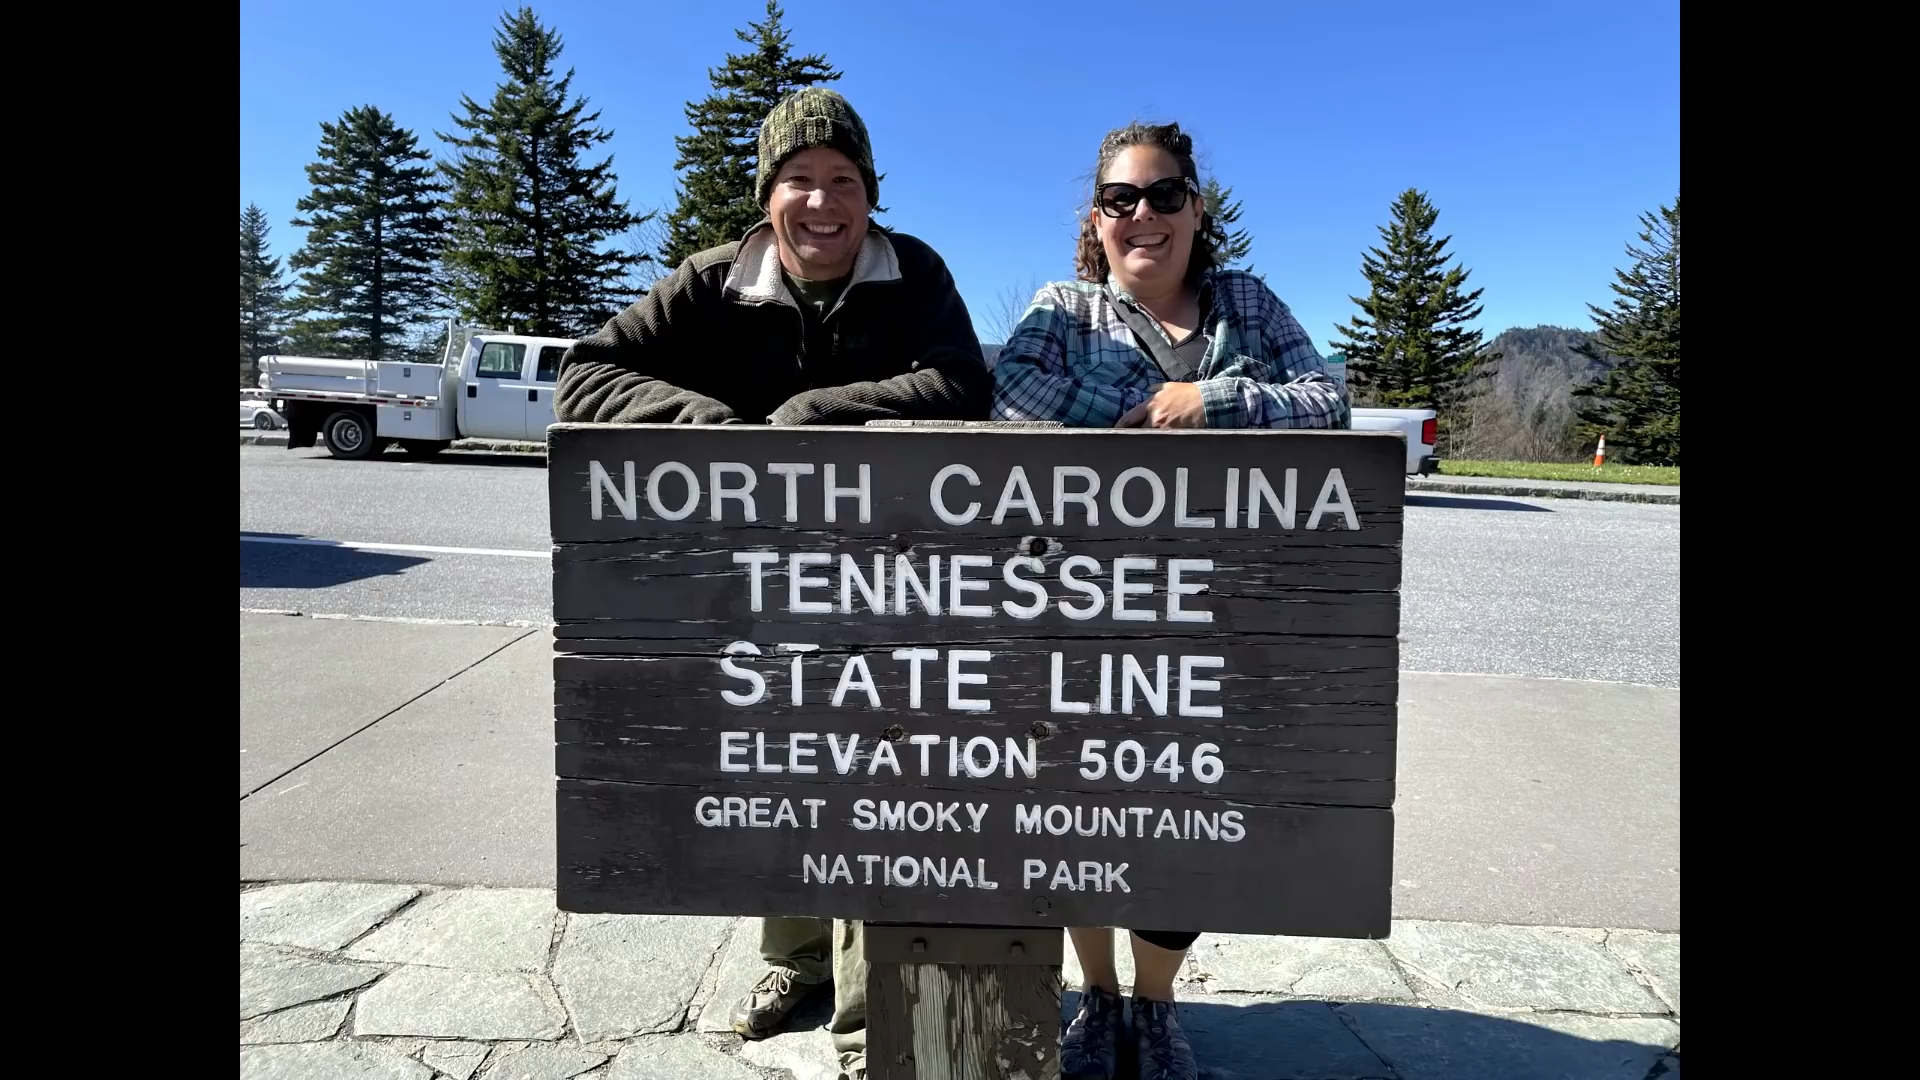 NORTH CAROLINA
TENNESSEE
STATE LINE
ELEVATION 5046
GREAT SMOKY MOUNTAINS
NATIONAL PARK